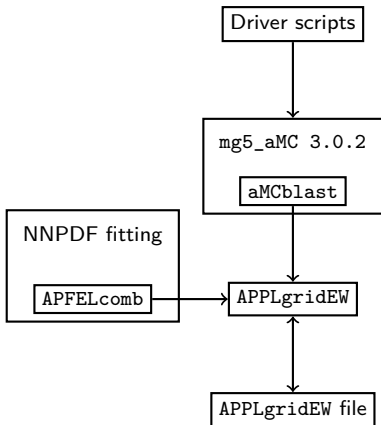 Driver scripts
mg5_aMC 3.0.2
aMCblast
NNPDF fitting
APFELcomb
APPLgridEW
APPLgridEW file